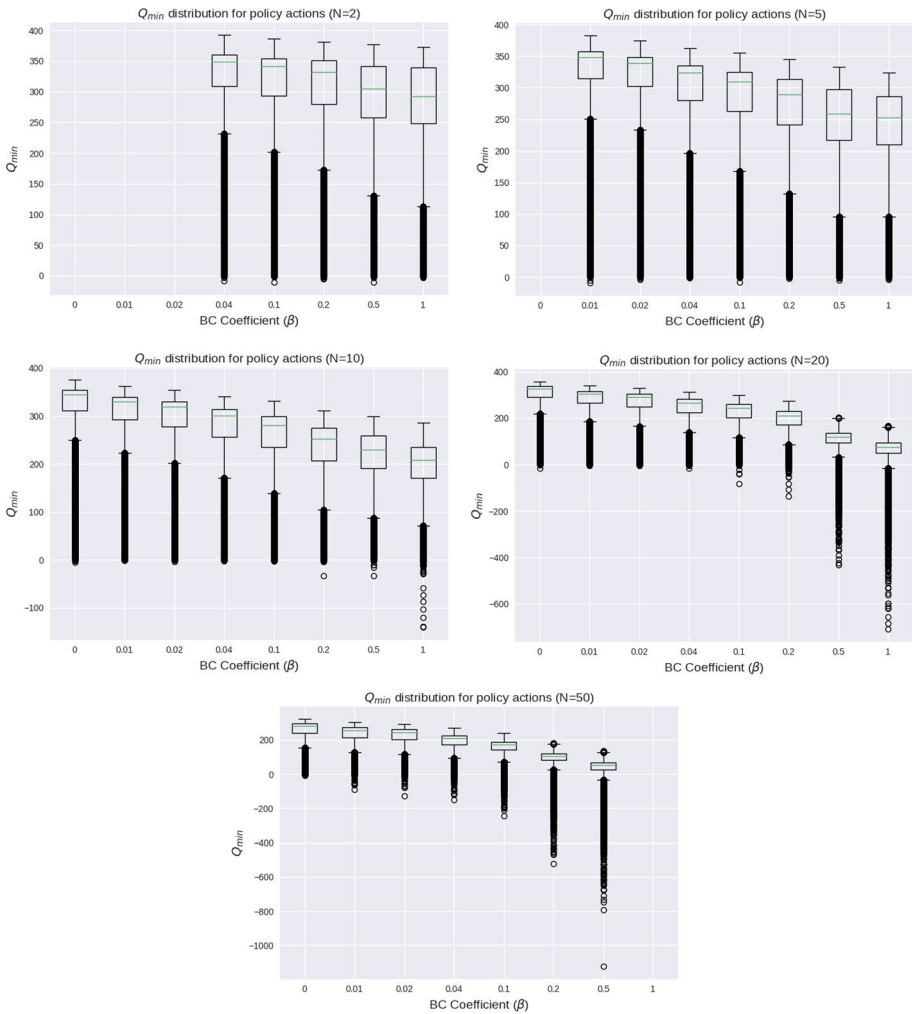 Q_min distribution for policy actions (N=2)
400
350
300
250
200
150
100
50
0
Q_min
0 0.01 0.02 0.04 0.1 0.2 0.5 1
BC Coefficient (β)
Q_min distribution for policy actions (N=5)
400
350
300
250
200
150
100
50
0
Q_min
0 0.01 0.02 0.04 0.1 0.2 0.5 1
BC Coefficient (β)
Q_min distribution for policy actions (N=10)
400
300
200
100
0
−100
Q_min
0 0.01 0.02 0.04 0.1 0.2 0.5 1
BC Coefficient (β)
Q_min distribution for policy actions (N=20)
400
200
0
−200
−400
−600
Q_min
0 0.01 0.02 0.04 0.1 0.2 0.5 1
BC Coefficient (β)
Q_min distribution for policy actions (N=50)
200
0
−200
−400
−600
−800
−1000
Q_min
0 0.01 0.02 0.04 0.1 0.2 0.5 1
BC Coefficient (β)